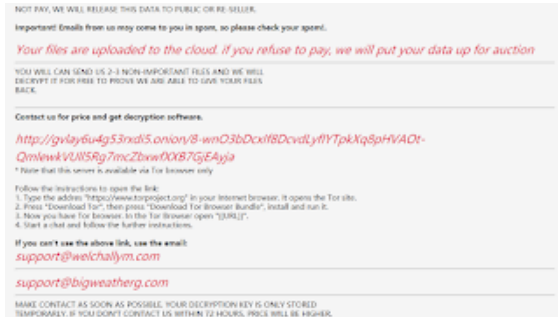 NOT PAY, WE WILL RELEASE THIS DATA TO PUBLIC OR RE-SELLER.
Important! Emails from us may come to you in spam, so please check your spam!.
Your files are uploaded to the cloud. if you refuse to pay, we will put your data up for auction
YOU WILL CAN SEND US 2-3 NON-IMPORTANT FILES AND WE WILL
DECRYPT IT FOR FREE TO PROVE WE ARE ABLE TO GIVE YOUR FILES
BACK.
Contact us for price and get decryption software.
* Note that this server is available via Tor browser only
Follow the instructions to open the link:
1. Type the addres "https://www.torproject.org" in your Internet browser. It opens the Tor site.
2. Press "Download Tor", then press "Download Tor Browser Bundle", install and run it.
3. Now you have Tor browser. In the Tor Browser open "{{URL}}".
4. Start a chat and follow the further instructions.
If you can't use the above link, use the email:
support@welchallym.com
support@bigweatherg.com
MAKE CONTACT AS SOON AS POSSIBLE. YOUR DECRYPTION KEY IS ONLY STORED
TEMPORARLY. IF YOU DON'T CONTACT US WITHIN 72 HOURS, PRICE WILL BE HIGHER.